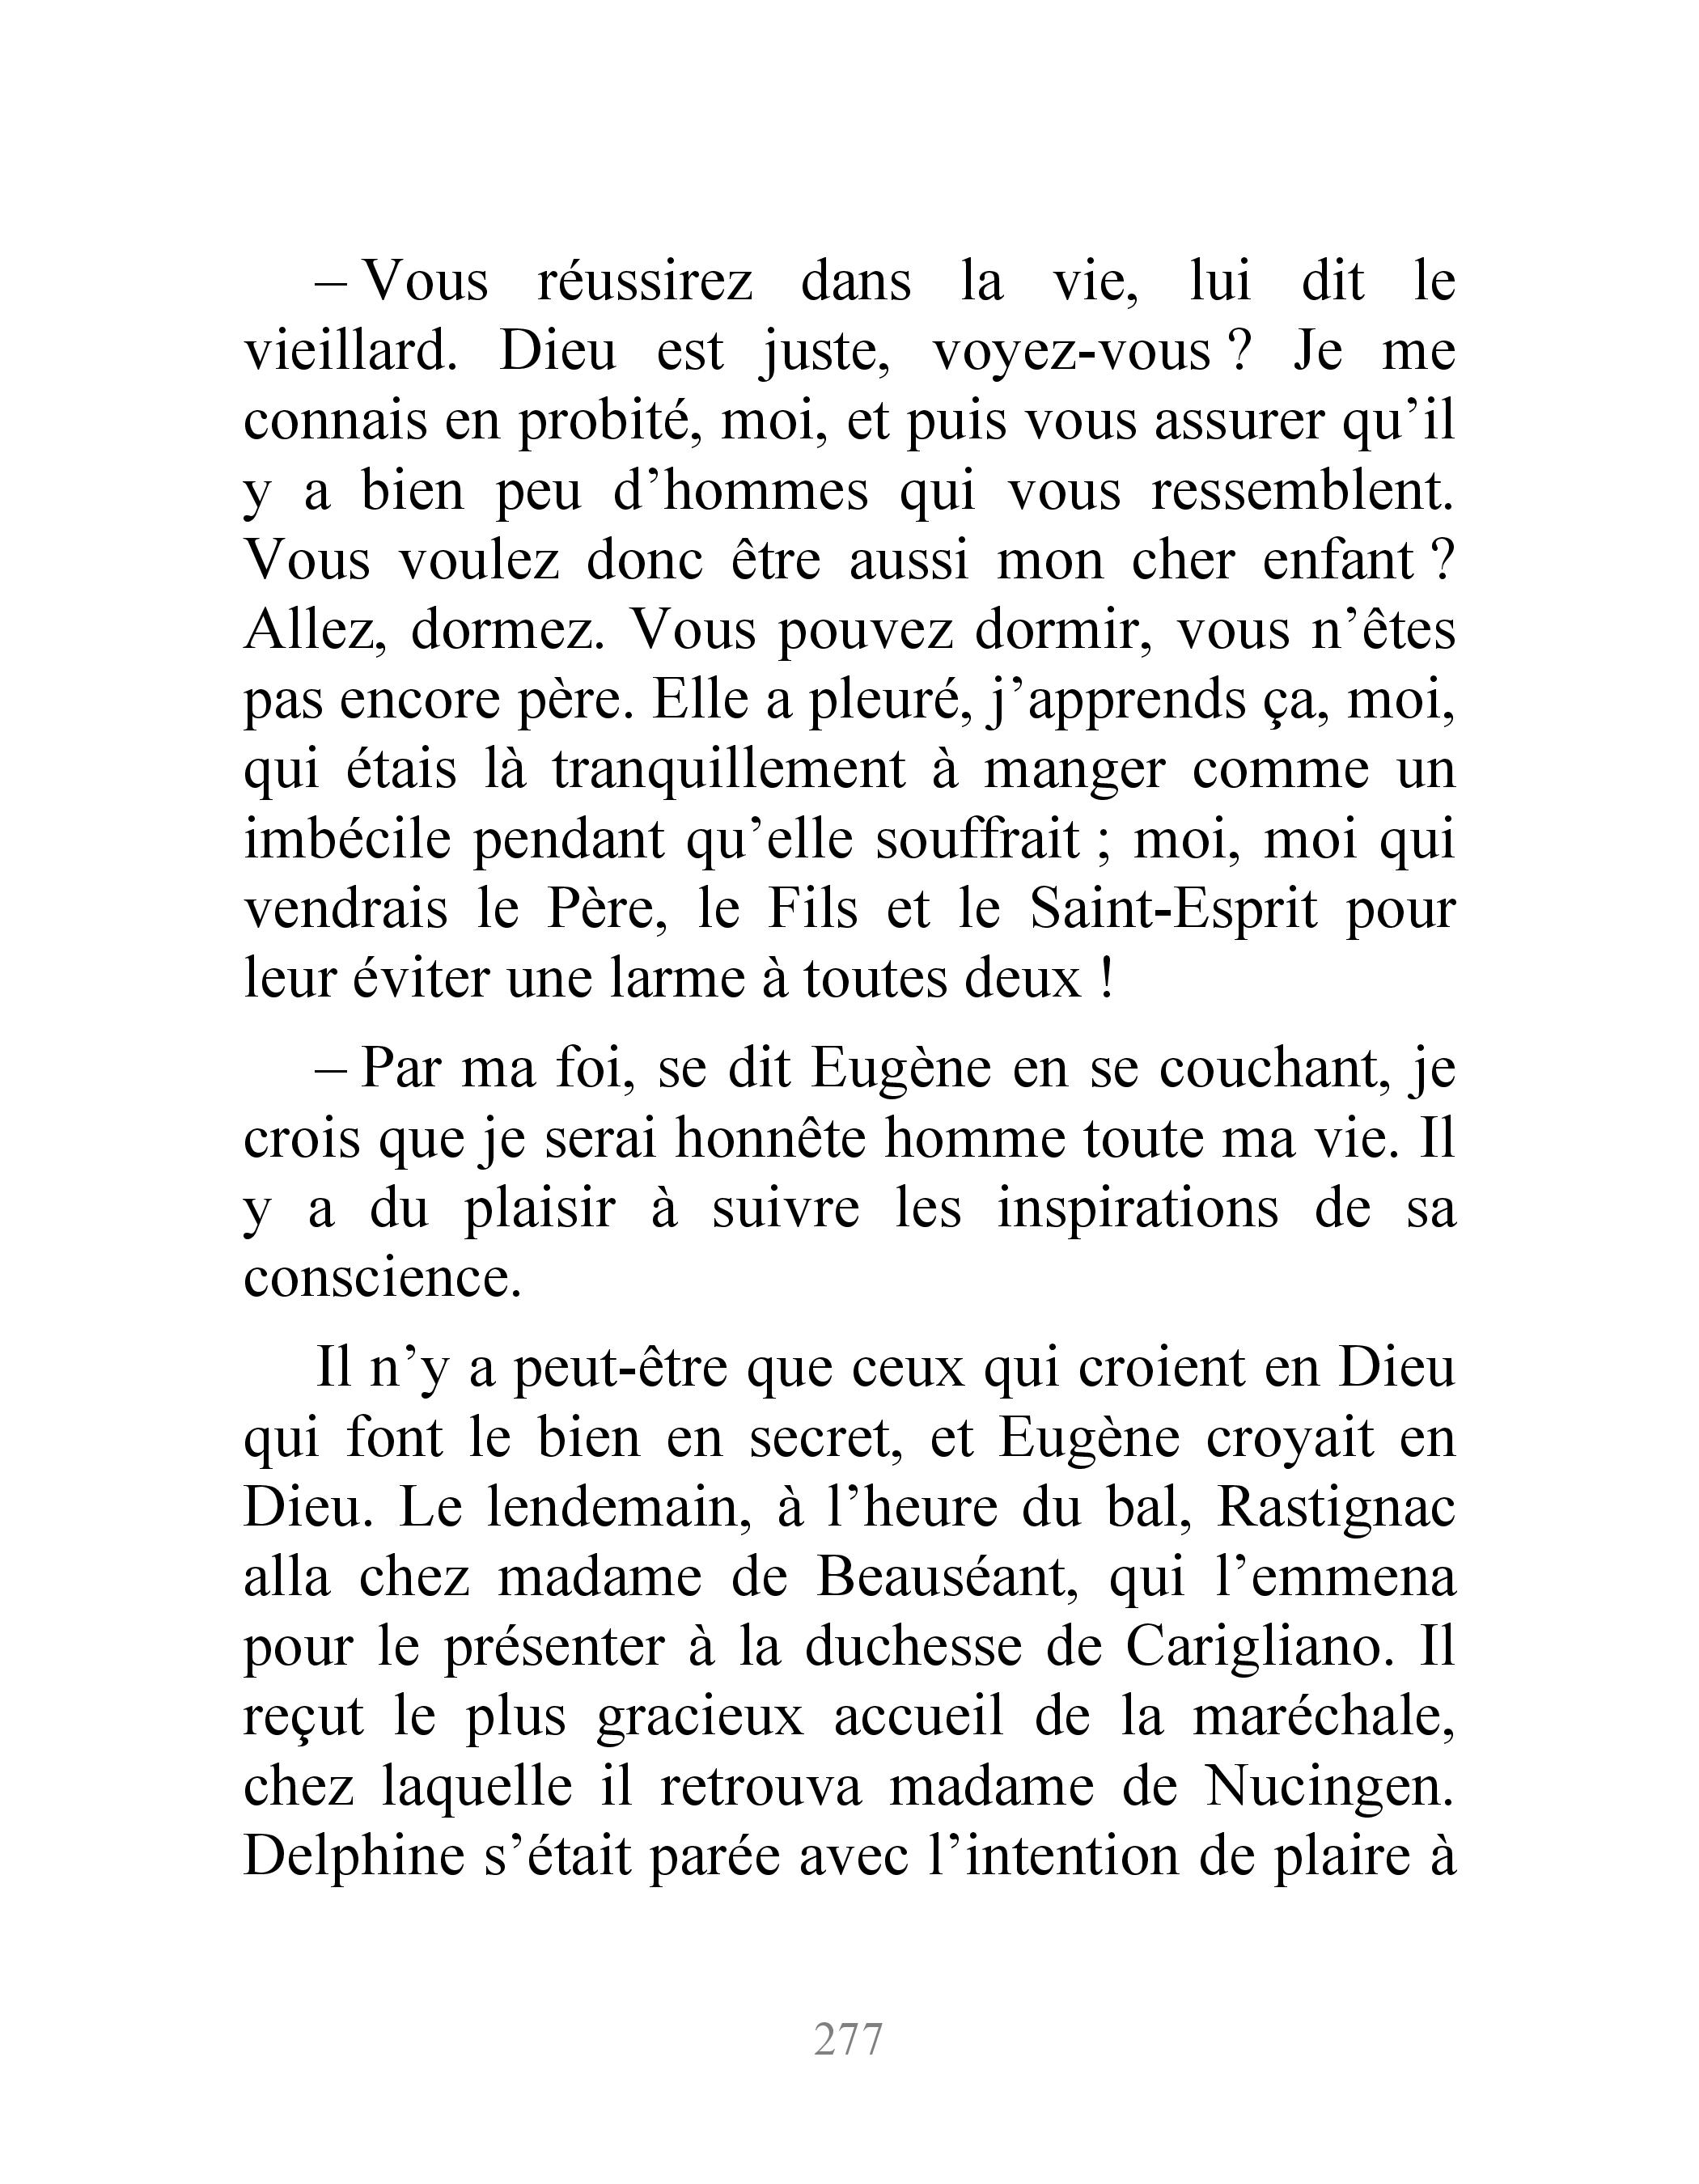 – Vous réussirez dans la vie, lui dit le
vieillard. Dieu est juste, voyez-vous ? Je me
connais en probité, moi, et puis vous assurer qu’il
y a bien peu d’hommes qui vous ressemblent.
Vous voulez donc être aussi mon cher enfant ?
Allez, dormez. Vous pouvez dormir, vous n’êtes
pas encore père. Elle a pleuré, j’apprends ça, moi,
qui étais là tranquillement à manger comme un
imbécile pendant qu’elle souffrait ; moi, moi qui
vendrais le Père, le Fils et le Saint-Esprit pour
leur éviter une larme à toutes deux !
– Par ma foi, se dit Eugène en se couchant, je
crois que je serai honnête homme toute ma vie. Il
y a du plaisir à suivre les inspirations de sa
conscience.
Il n’y a peut-être que ceux qui croient en Dieu
qui font le bien en secret, et Eugène croyait en
Dieu. Le lendemain, à l’heure du bal, Rastignac
alla chez madame de Beauséant, qui l’emmena
pour le présenter à la duchesse de Carigliano. Il
reçut le plus gracieux accueil de la maréchale,
chez laquelle il retrouva madame de Nucingen.
Delphine s’était parée avec l’intention de plaire à
277